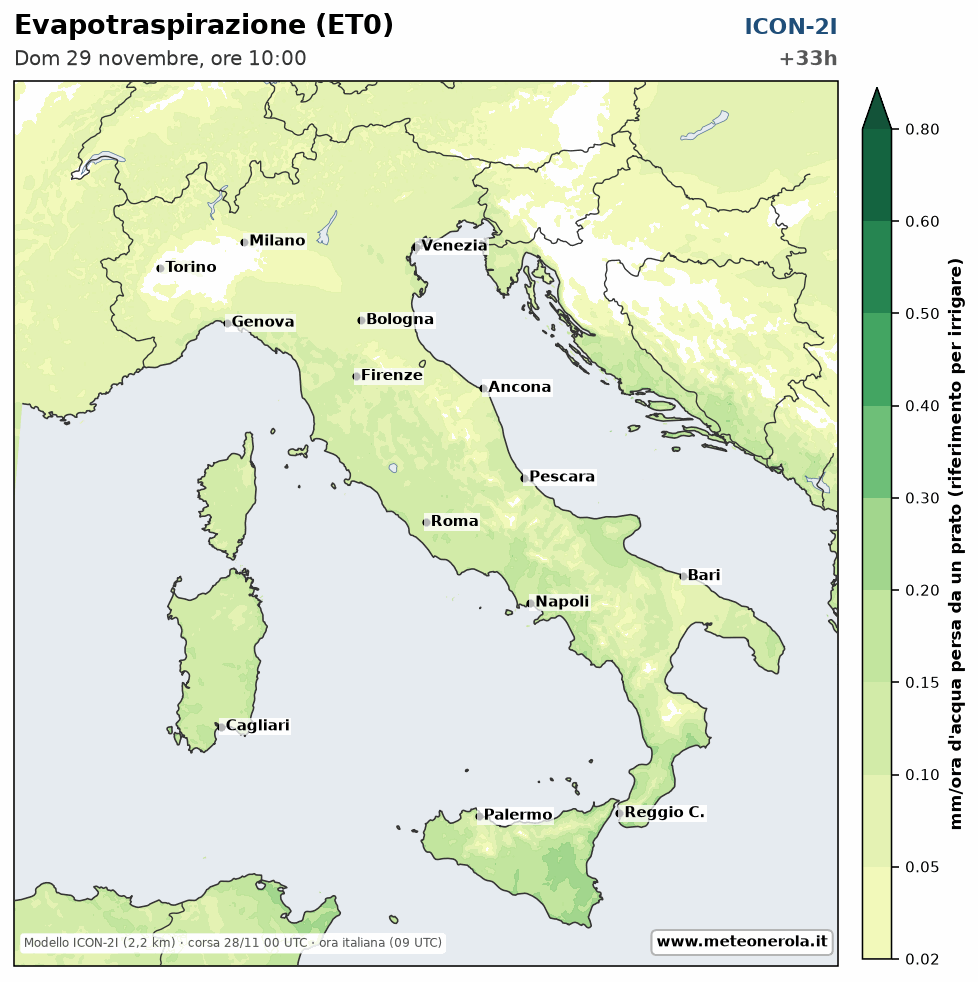 Evapotraspirazione (ET0)
ICON-2I
Dom 29 novembre, ore 10:00
+33h
Milano
Venezia
Torino
Genova
Bologna
Firenze
Ancona
Pescara
Roma
Bari
Napoli
Cagliari
Palermo
Reggio C.
0.80
0.60
0.50
0.40
0.30
0.20
0.15
0.10
0.05
0.02
mm/ora d'acqua persa da un prato (riferimento per irrigare)
Modello ICON-2I (2,2 km) · corsa 28/11 00 UTC · ora italiana (09 UTC)
www.meteonerola.it